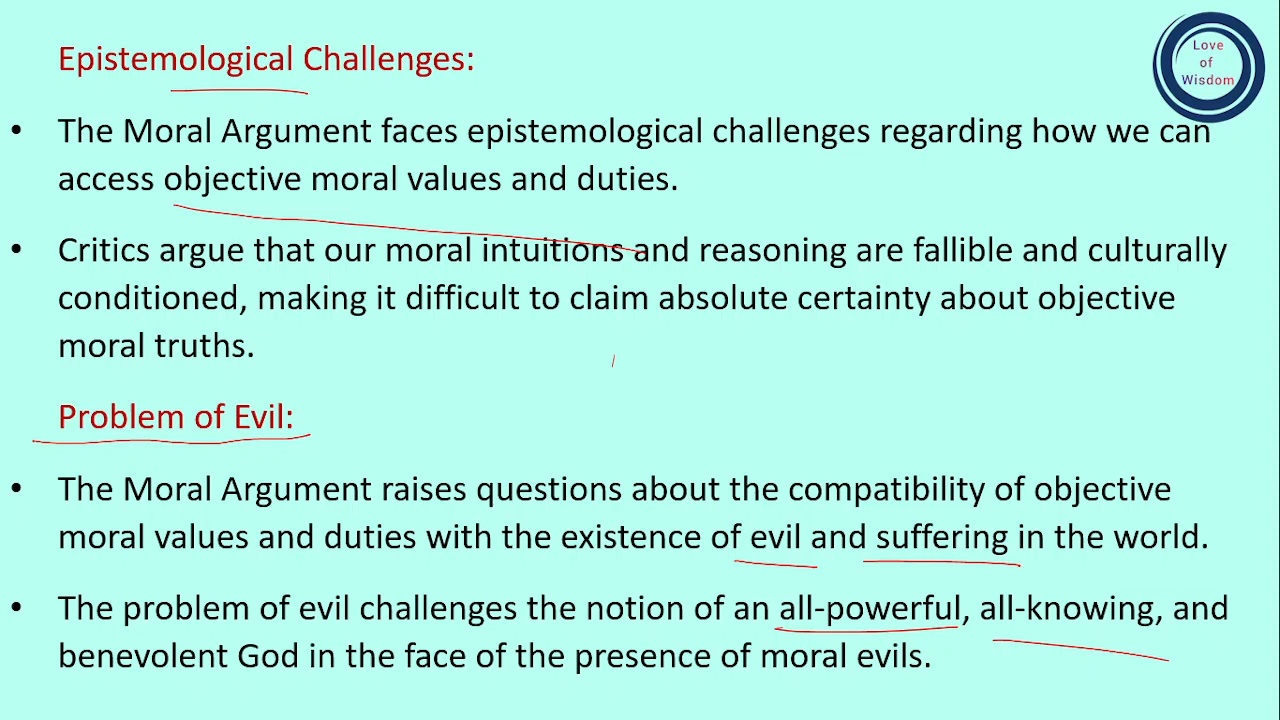 Epistemological Challenges:
Love
of
Wisdom
• The Moral Argument faces epistemological challenges regarding how we can
access objective moral values and duties.
• Critics argue that our moral intuitions and reasoning are fallible and culturally
conditioned, making it difficult to claim absolute certainty about objective
moral truths.
Problem of Evil:
• The Moral Argument raises questions about the compatibility of objective
moral values and duties with the existence of evil and suffering in the world.
• The problem of evil challenges the notion of an all-powerful, all-knowing, and
benevolent God in the face of the presence of moral evils.